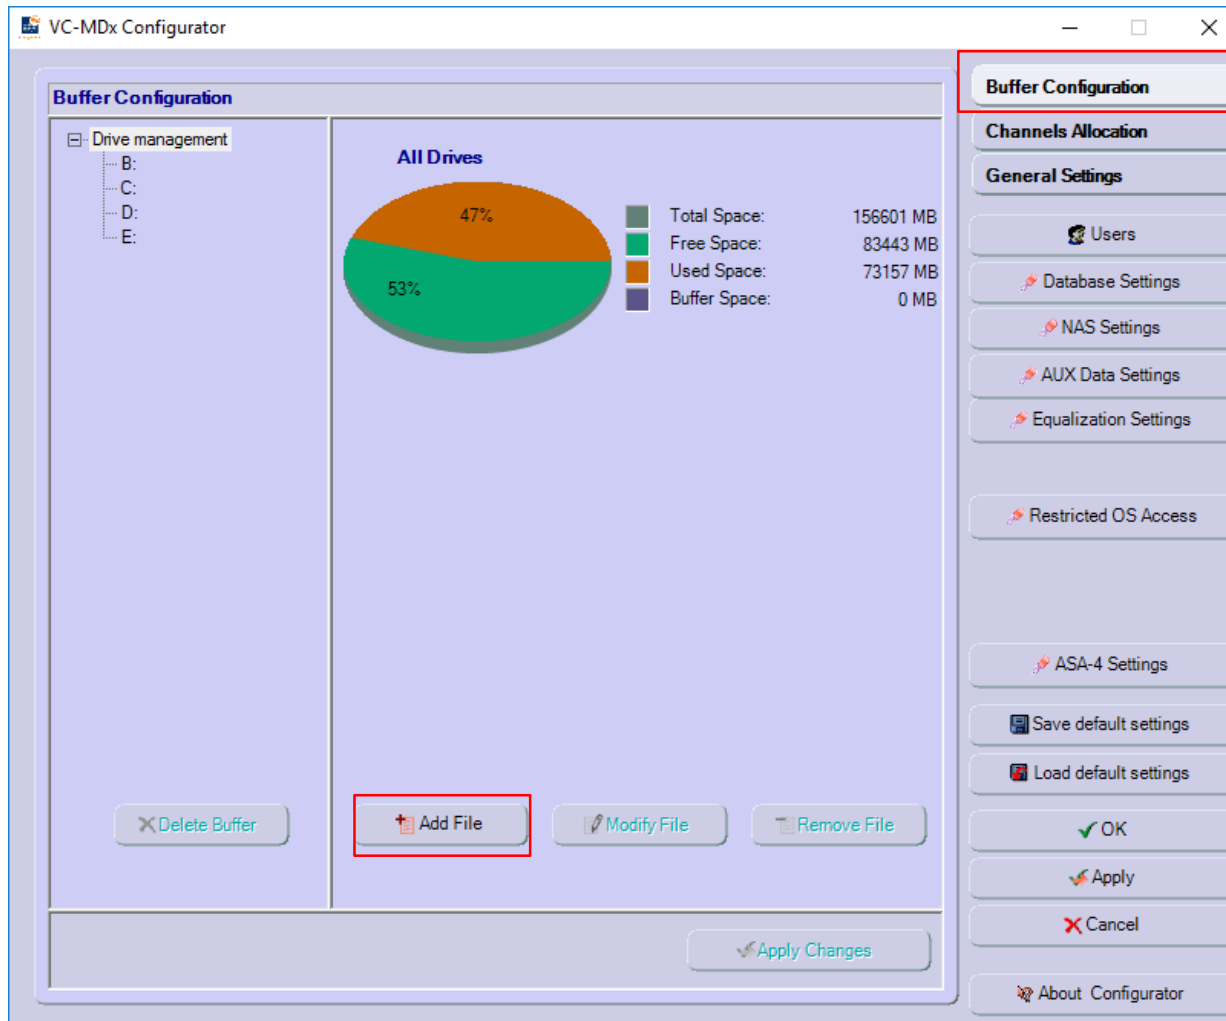 VC-MDx Configurator
Buffer Configuration
Drive management
B:
C:
D:
E:
All Drives
47%
53%
Total Space: 156601 MB
Free Space: 83443 MB
Used Space: 73157 MB
Buffer Space: 0 MB
Delete Buffer
Add File
Modify File
Remove File
Apply Changes
Buffer Configuration
Channels Allocation
General Settings
Users
Database Settings
NAS Settings
AUX Data Settings
Equalization Settings
Restricted OS Access
ASA-4 Settings
Save default settings
Load default settings
OK
Apply
Cancel
About Configurator